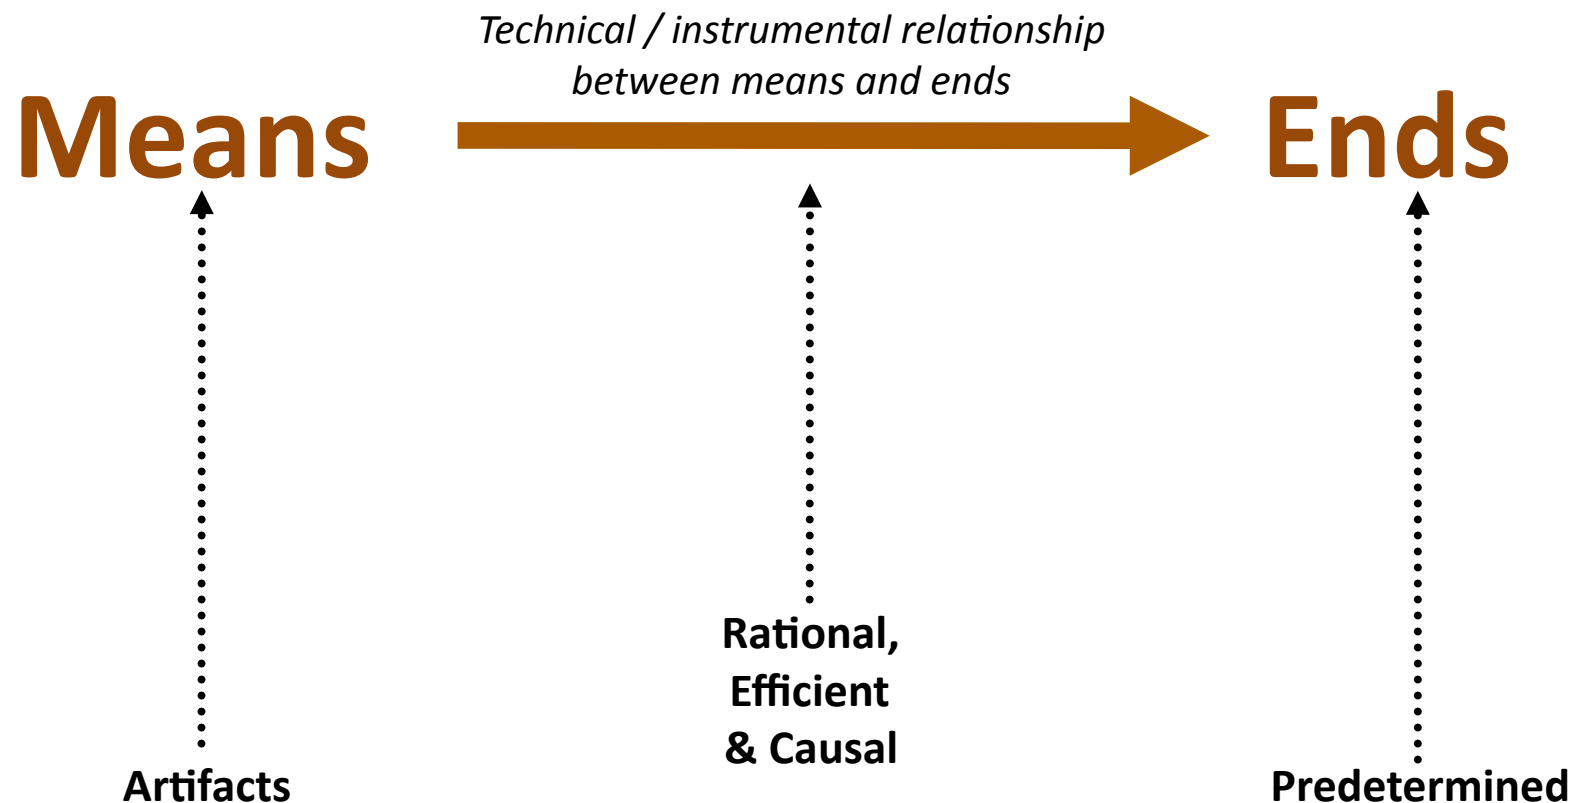 Technical / instrumental relationship
between means and ends
Means
Ends
Rational,
Efficient
& Causal
Artifacts
Predetermined